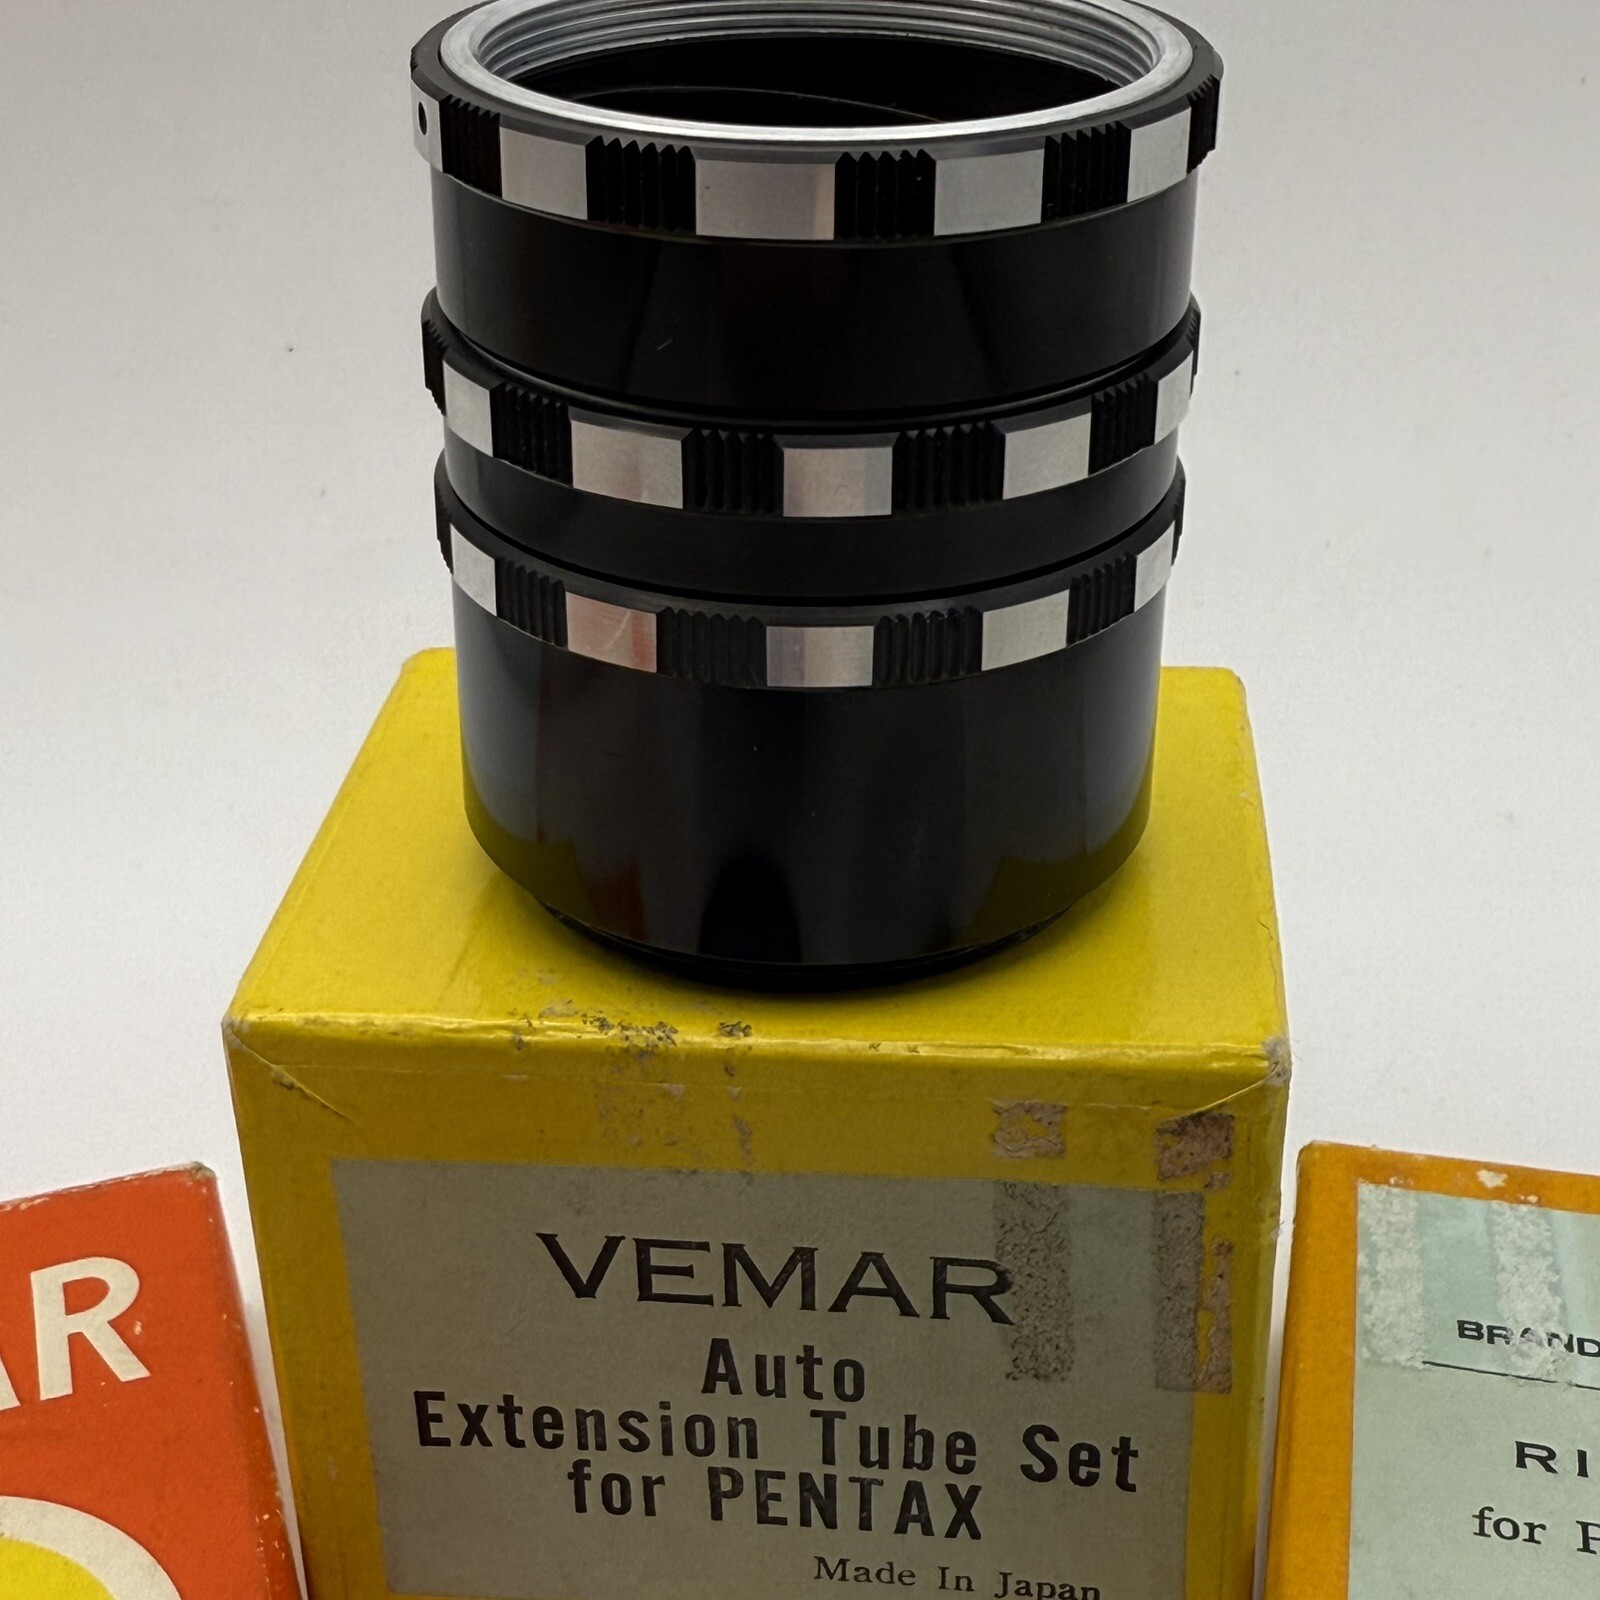 VEMAR
Auto
Extension Tube Set
for PENTAX
Made In Japan
AR
BRAND
RI
for P